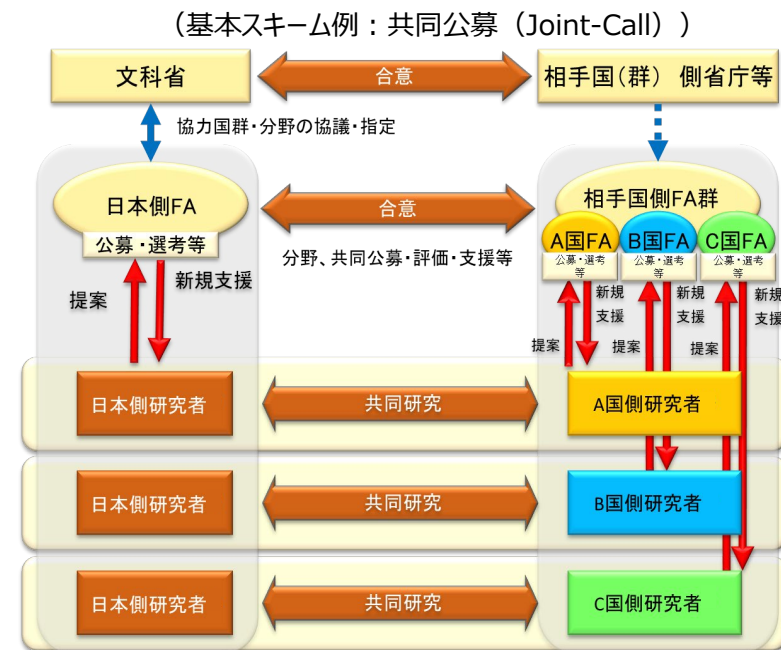 （基本スキーム例：共同公募（Joint-Call））
文科省
合意
相手国(群) 側省庁等
協力国群・分野の協議・指定
日本側FA
公募・選考等
合意
相手国側FA群
A国FA
B国FA
C国FA
公募・選考
等
公募・選考
等
公募・選考
等
分野、共同公募・評価・支援等
提案
新規支援
提案
新規
支援
提案
新規
支援
提案
新規
支援
日本側研究者
共同研究
A国側研究者
日本側研究者
共同研究
B国側研究者
日本側研究者
共同研究
C国側研究者